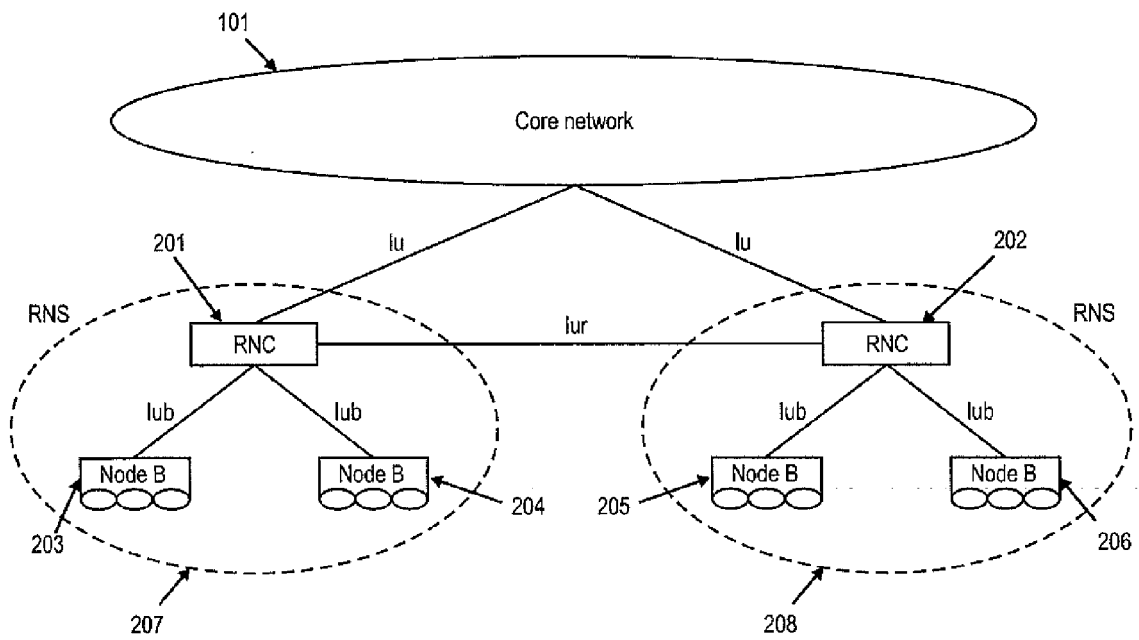 101
Core network
201
Iu
Iu
202
RNS
RNS
RNC
Iur
RNC
Iub
Iub
Iub
Iub
Node B
Node B
Node B
Node B
203
204
205
206
207
208